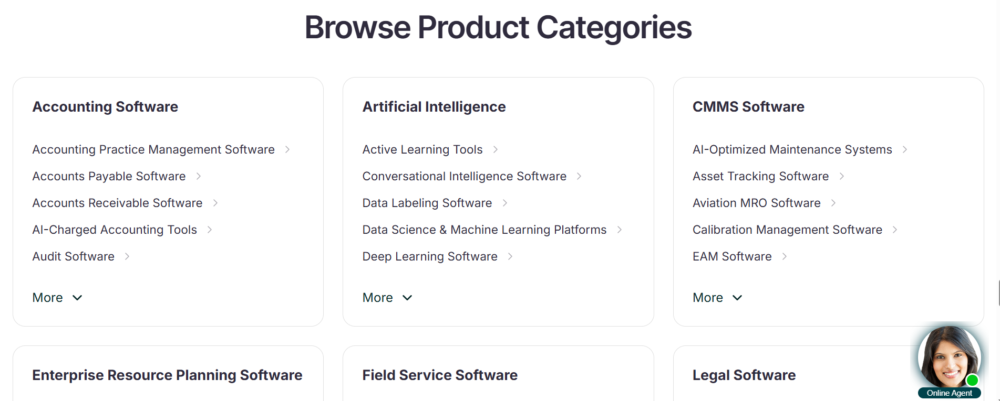 Browse Product Categories
Accounting Software
Accounting Practice Management Software
Accounts Payable Software
Accounts Receivable Software
AI-Charged Accounting Tools
Audit Software
More
Artificial Intelligence
Active Learning Tools
Conversational Intelligence Software
Data Labeling Software
Data Science & Machine Learning Platforms
Deep Learning Software
More
CMMS Software
AI-Optimized Maintenance Systems
Asset Tracking Software
Aviation MRO Software
Calibration Management Software
EAM Software
More
Enterprise Resource Planning Software
Field Service Software
Legal Software
Online Agent